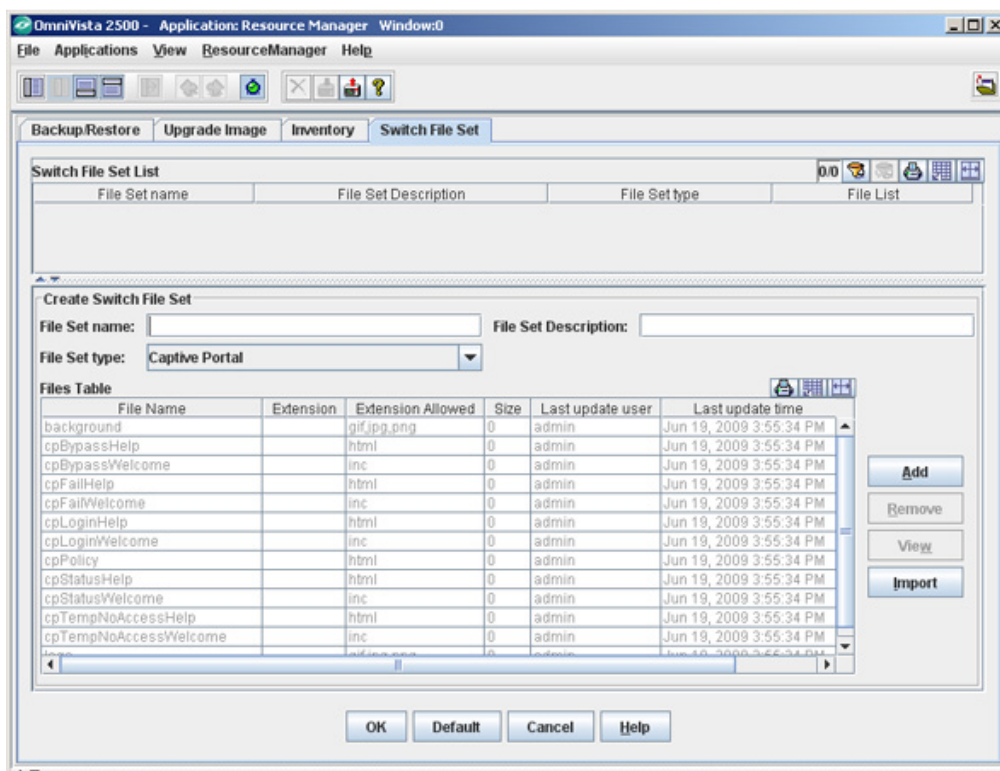 OmniVista 2500 - Application: Resource Manager Window:0
File Applications View ResourceManager Help
Backup/Restore Upgrade Image Inventory Switch File Set
Switch File Set List 0/0
File Set name File Set Description File Set type File List
Create Switch File Set
File Set name: File Set Description:
File Set type: Captive Portal
Files Table
File Name Extension Extension Allowed Size Last update user Last update time
background gif,jpg,png 0 admin Jun 19, 2009 3:55:34 PM
cpBypassHelp html 0 admin Jun 19, 2009 3:55:34 PM
cpBypassWelcome inc 0 admin Jun 19, 2009 3:55:34 PM
cpFailHelp html 0 admin Jun 19, 2009 3:55:34 PM
cpFailWelcome inc 0 admin Jun 19, 2009 3:55:34 PM
cpLoginHelp html 0 admin Jun 19, 2009 3:55:34 PM
cpLoginWelcome inc 0 admin Jun 19, 2009 3:55:34 PM
cpPolicy html 0 admin Jun 19, 2009 3:55:34 PM
cpStatusHelp html 0 admin Jun 19, 2009 3:55:34 PM
cpStatusWelcome inc 0 admin Jun 19, 2009 3:55:34 PM
cpTempNoAccessHelp html 0 admin Jun 19, 2009 3:55:34 PM
cpTempNoAccessWelcome inc 0 admin Jun 19, 2009 3:55:34 PM
Add
Remove
View
Import
OK Default Cancel Help